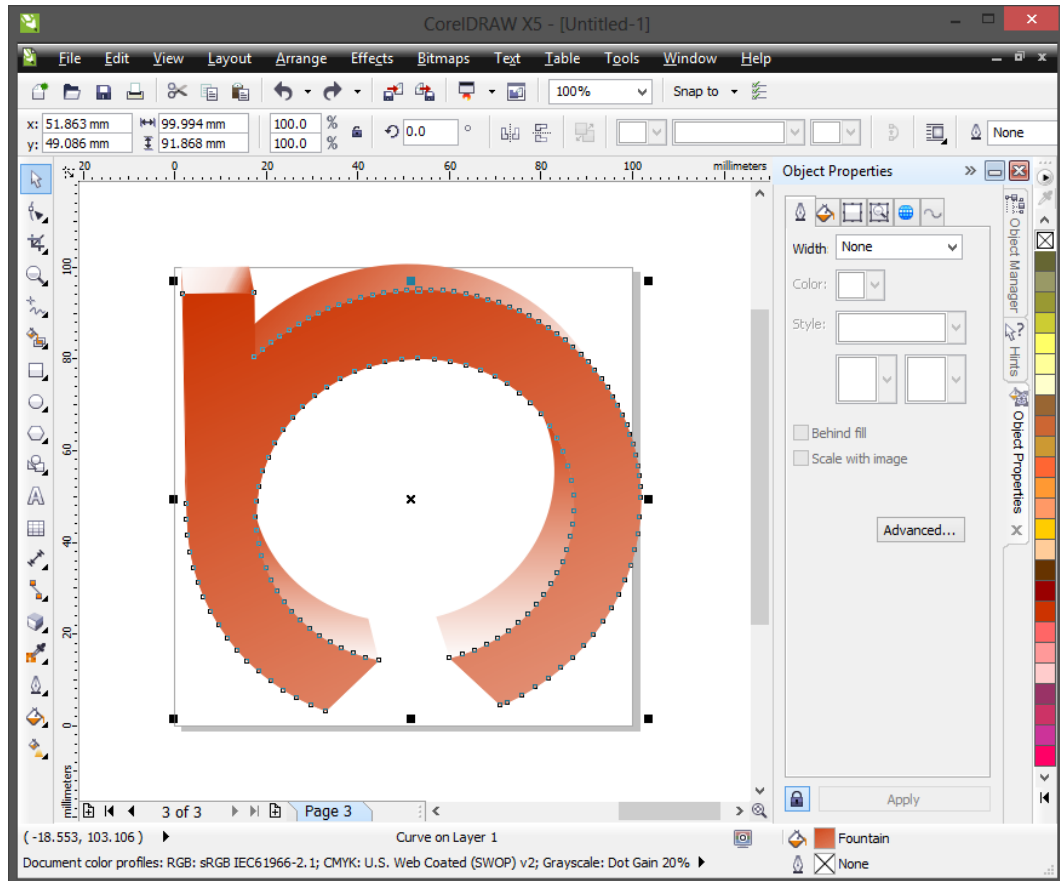 CorelDRAW X5 - [Untitled-1]
File Edit View Layout Arrange Effects Bitmaps Text Table Tools Window Help
100% Snap to
x: 51.863 mm 99.994 mm 100.0 % 0.0 ° None
y: 49.086 mm 91.868 mm 100.0 %
20 0 20 40 60 80 100 millimeters
100
80
60
40
20
0
millimeters
Object Properties
Width: None
Color:
Style:
Behind fill
Scale with image
Advanced...
Apply
Object Manager
Hints
Object Properties
3 of 3 Page 3
( -18.553, 103.106 ) Curve on Layer 1 Fountain
Document color profiles: RGB: sRGB IEC61966-2.1; CMYK: U.S. Web Coated (SWOP) v2; Grayscale: Dot Gain 20% None